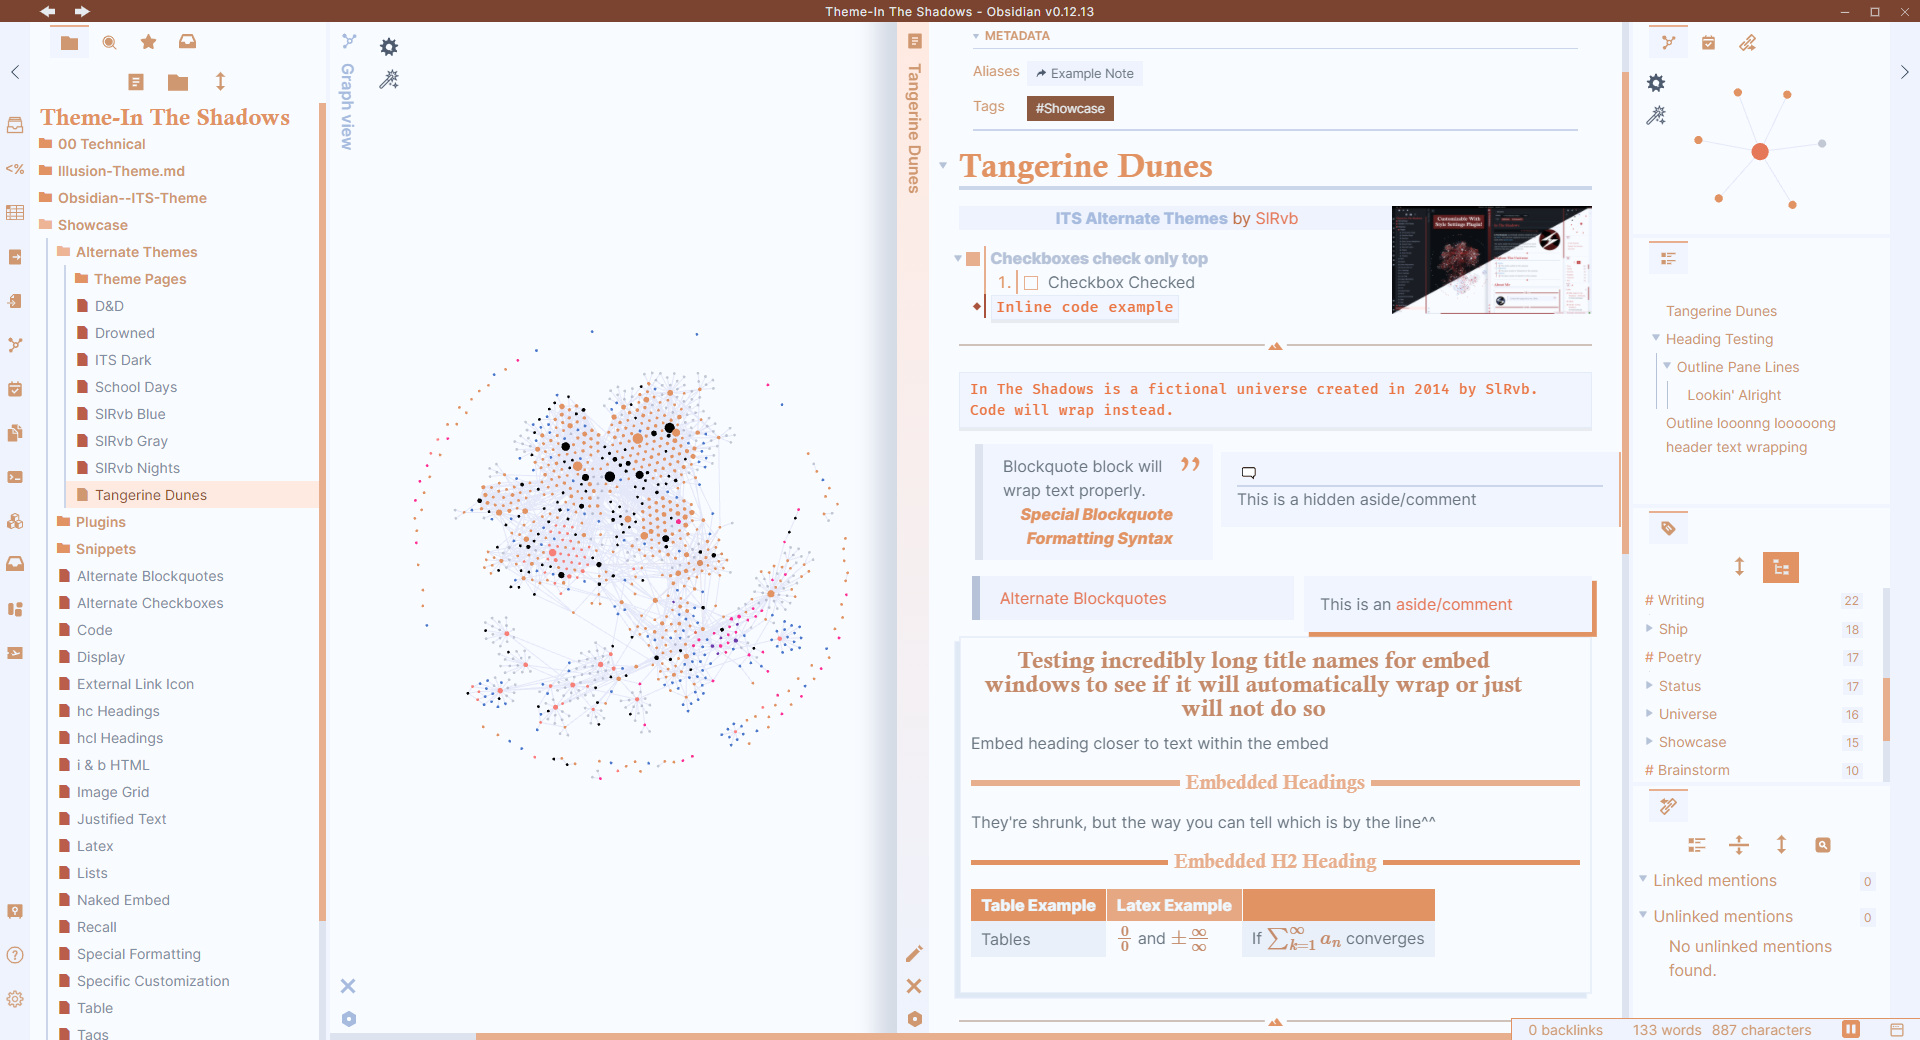 Theme-In The Shadows - Obsidian v0.12.13
<%
Theme-In The Shadows
00 Technical
Illusion-Theme.md
Obsidian--ITS-Theme
Showcase
Alternate Themes
Theme Pages
D&D
Drowned
ITS Dark
School Days
SlRvb Blue
SlRvb Gray
SlRvb Nights
Tangerine Dunes
Plugins
Snippets
Alternate Blockquotes
Alternate Checkboxes
Code
Display
External Link Icon
hc Headings
hcl Headings
i & b HTML
Image Grid
Justified Text
Latex
Lists
Naked Embed
Recall
Special Formatting
Specific Customization
Table
Tags
Graph view
Tangerine Dunes
METADATA
Aliases Example Note
Tags #Showcase
Tangerine Dunes
ITS Alternate Themes by SlRvb
Customizable With
Style Settings Plugin!
Checkboxes check only top
1. Checkbox Checked
Inline code example
In The Shadows is a fictional universe created in 2014 by SlRvb.
Code will wrap instead.
Blockquote block will
wrap text properly.
Special Blockquote
Formatting Syntax
This is a hidden aside/comment
Alternate Blockquotes
This is an aside/comment
Testing incredibly long title names for embed
windows to see if it will automatically wrap or just
will not do so
Embed heading closer to text within the embed
Embedded Headings
They're shrunk, but the way you can tell which is by the line^^
Embedded H2 Heading
Table Example Latex Example
Tables 0/0 and ±∞/∞ If ∑_{k=1}^{∞} a_n converges
Tangerine Dunes
Heading Testing
Outline Pane Lines
Lookin' Alright
Outline looonng looooong
header text wrapping
# Writing 22
Ship 18
# Poetry 17
Status 17
Universe 16
Showcase 15
# Brainstorm 10
Linked mentions 0
Unlinked mentions 0
No unlinked mentions
found.
0 backlinks 133 words 887 characters